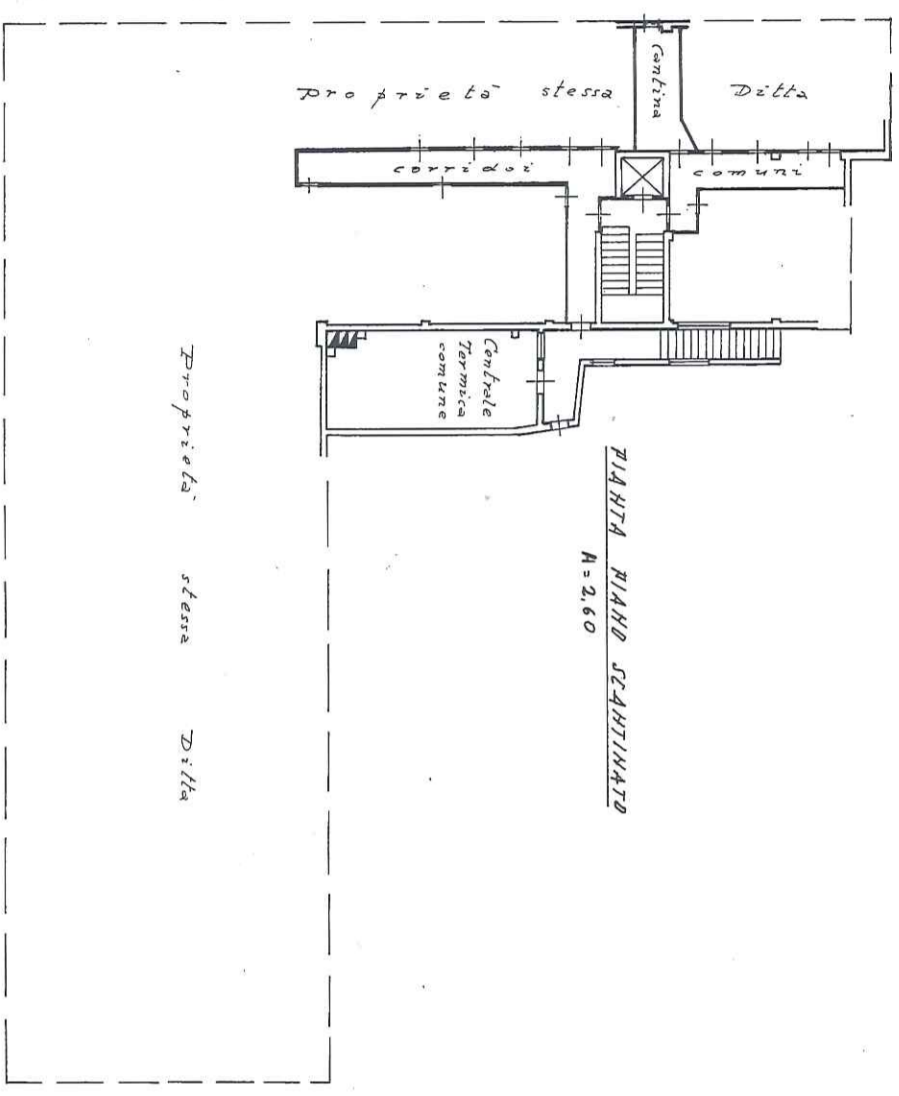 Proprietà stessa Ditta
Cantina
corridoi comuni
Centrale
Termica
comune
PIANTA PIANO SCANTINATO
H=2,60
Proprietà stessa Ditta